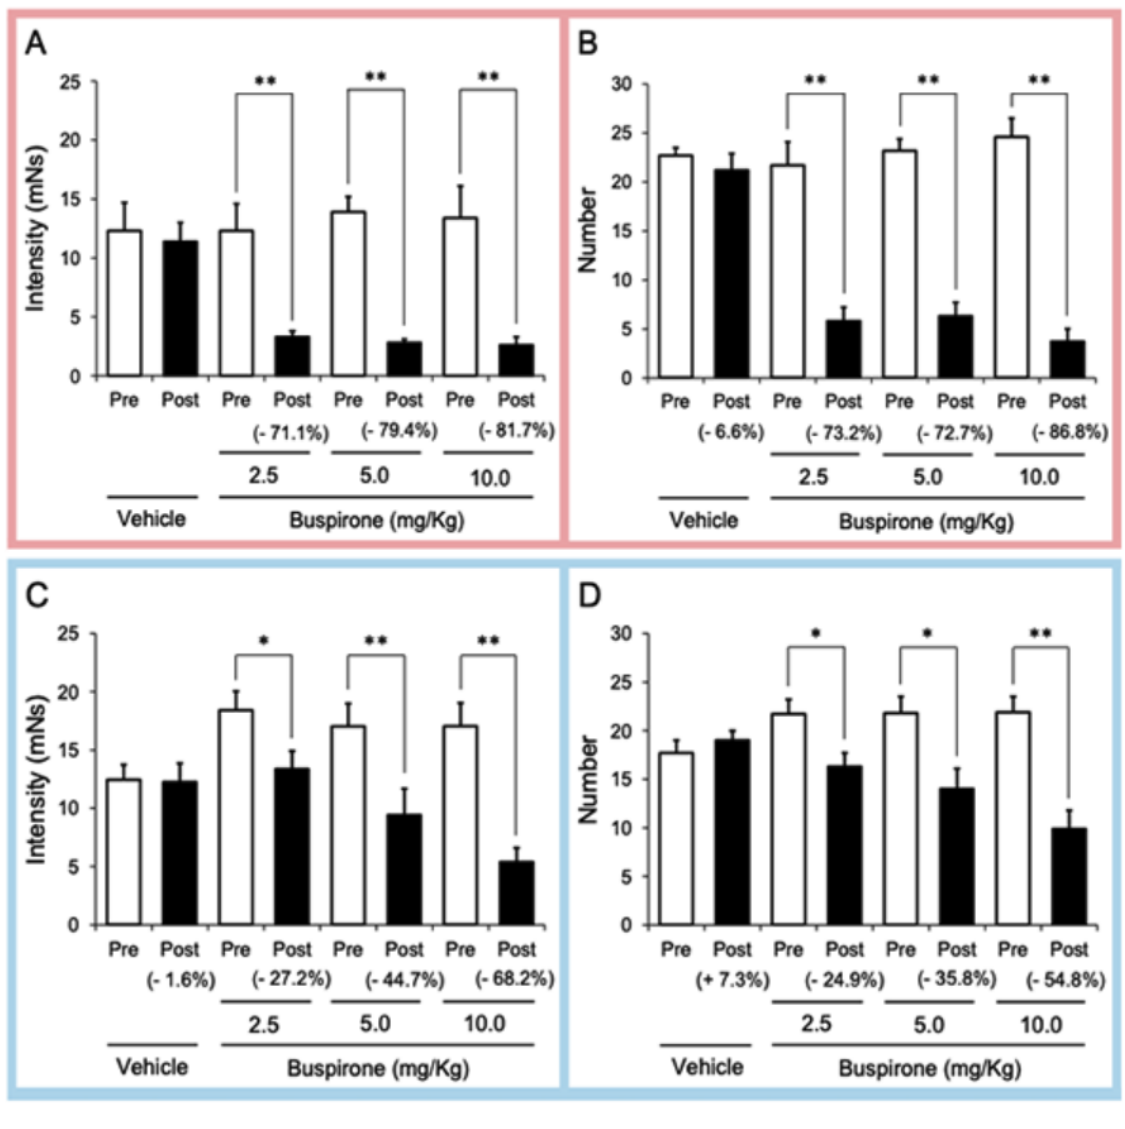 A
Intensity (mNs)
25
20
15
10
5
0
** ** **
Pre Post Pre Post Pre Post Pre Post
(- 71.1%) (- 79.4%) (- 81.7%)
2.5 5.0 10.0
Vehicle Buspirone (mg/Kg)
B
Number
30
25
20
15
10
5
0
** ** **
Pre Post Pre Post Pre Post Pre Post
(- 6.6%) (- 73.2%) (- 72.7%) (- 86.8%)
2.5 5.0 10.0
Vehicle Buspirone (mg/Kg)
C
Intensity (mNs)
25
20
15
10
5
0
* ** **
Pre Post Pre Post Pre Post Pre Post
(- 1.6%) (- 27.2%) (- 44.7%) (- 68.2%)
2.5 5.0 10.0
Vehicle Buspirone (mg/Kg)
D
Number
30
25
20
15
10
5
0
* * **
Pre Post Pre Post Pre Post Pre Post
(+ 7.3%) (- 24.9%) (- 35.8%) (- 54.8%)
2.5 5.0 10.0
Vehicle Buspirone (mg/Kg)